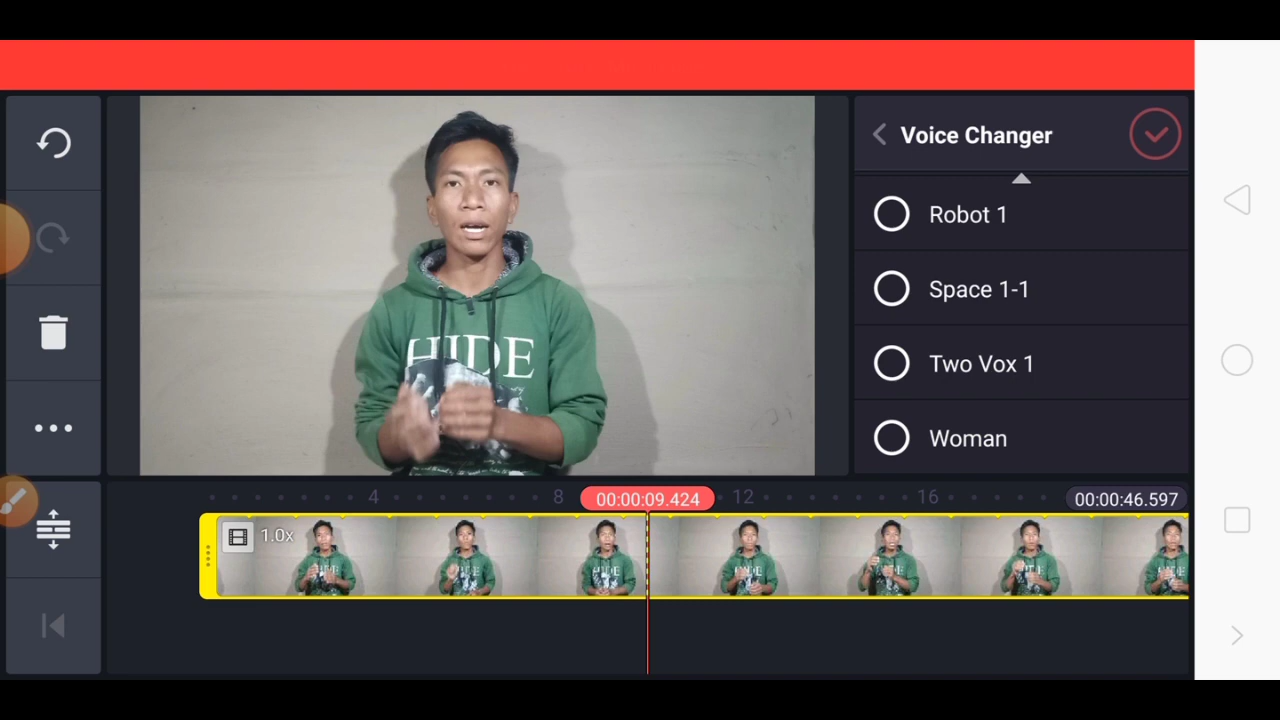 Voice Changer
Robot 1
Space 1-1
Two Vox 1
Woman
HIDE
4
8
00:00:09.424
12
16
00:00:46.597
1.0x